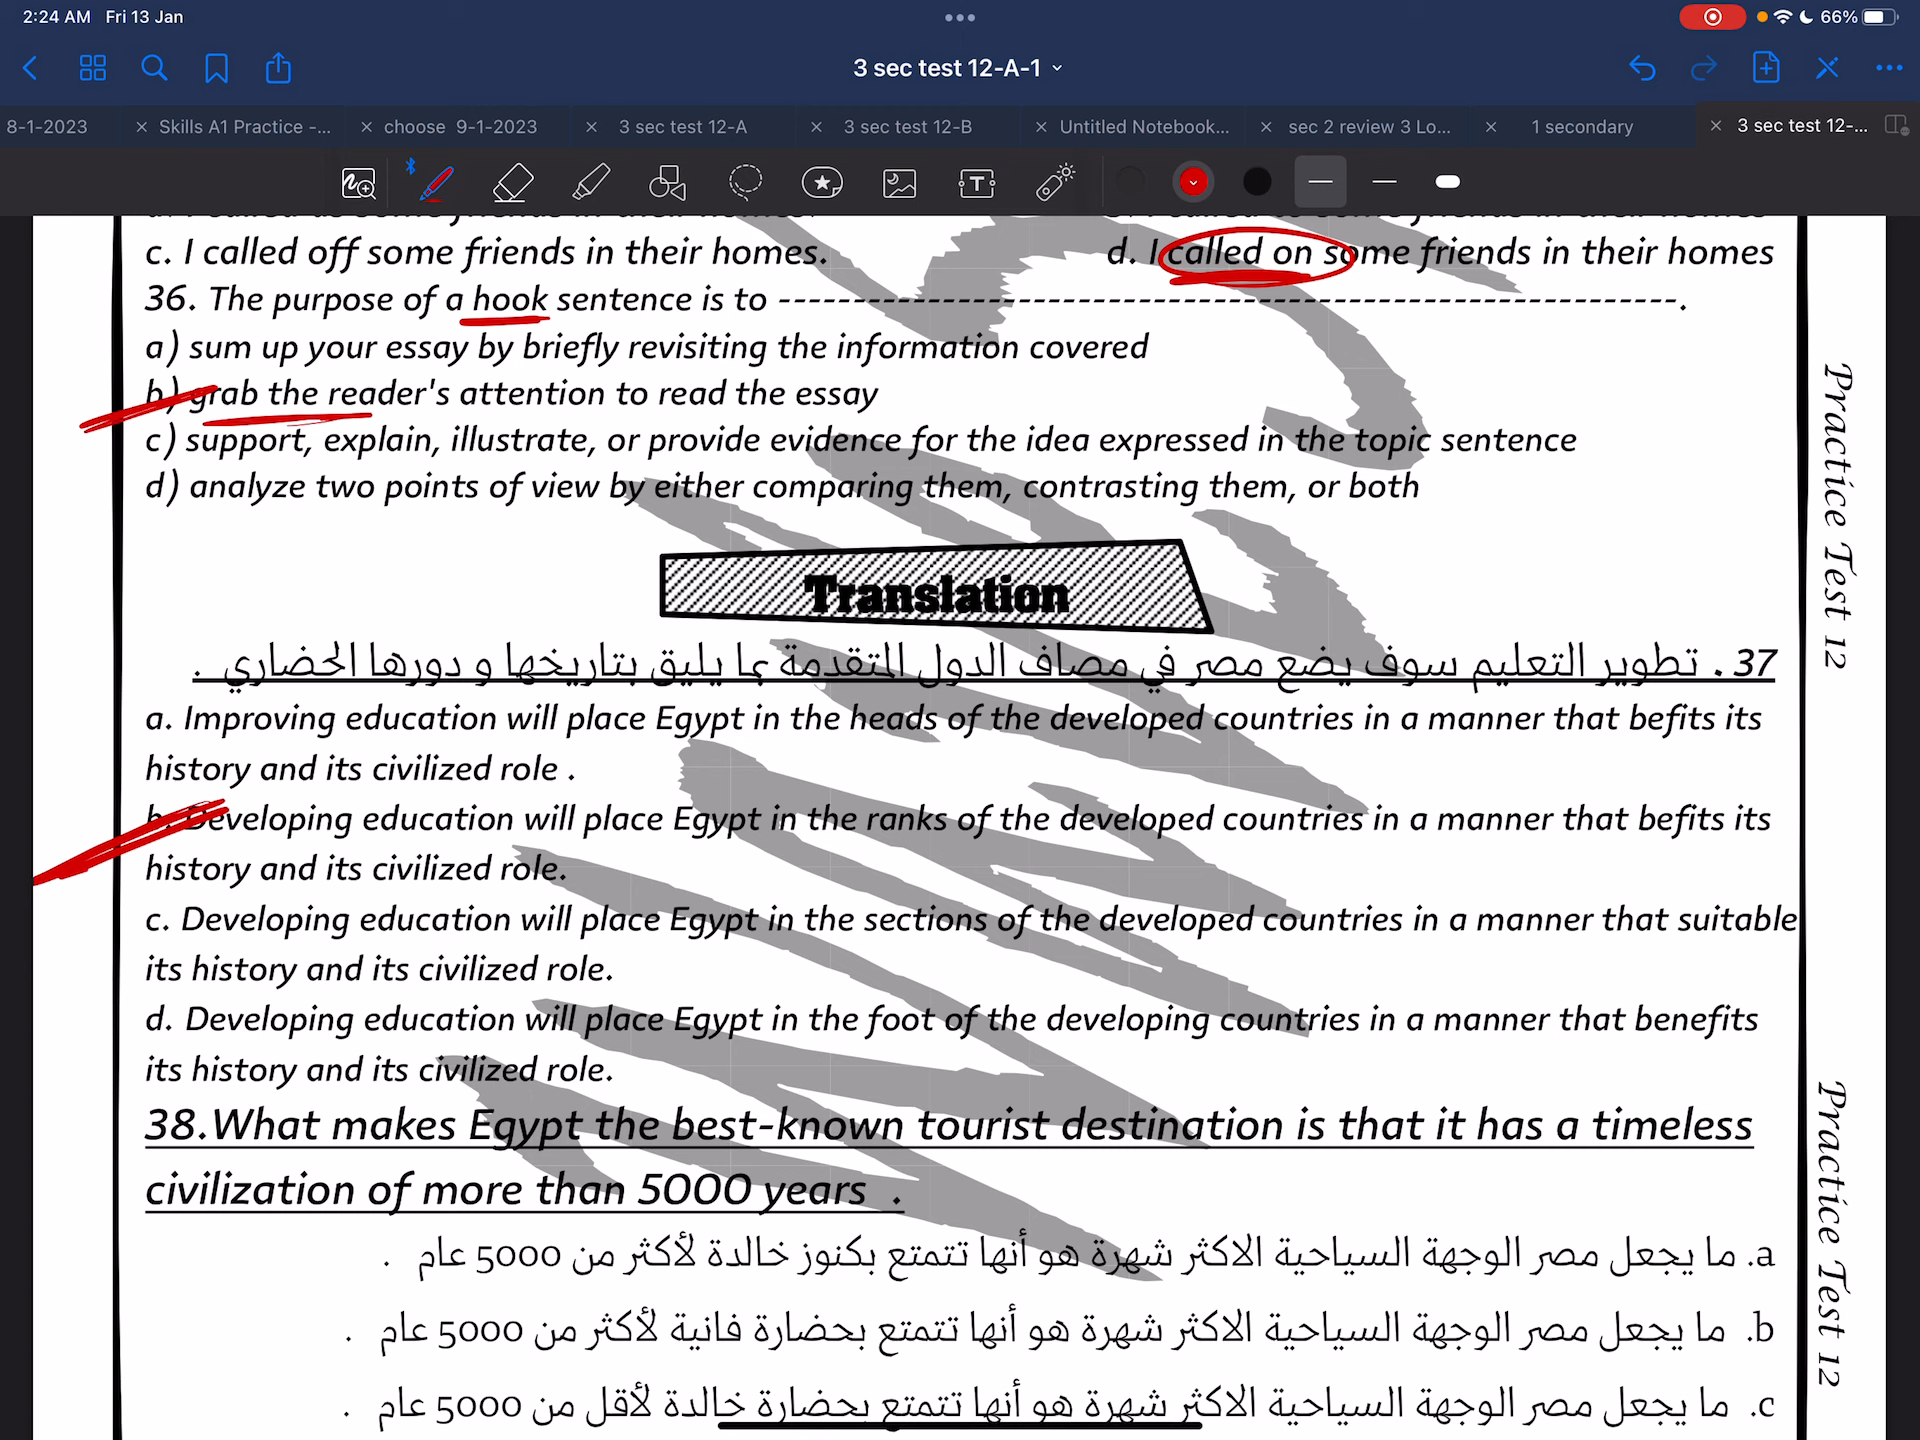 2:24 AM Fri 13 Jan
66%
3 sec test 12-A-1
8-1-2023
Skills A1 Practice -...
choose 9-1-2023
3 sec test 12-A
3 sec test 12-B
Untitled Notebook...
sec 2 review 3 Lo...
1 secondary
3 sec test 12-...
c. I called off some friends in their homes. d. I called on some friends in their homes
36. The purpose of a hook sentence is to ------------------------------------------------------------.
a) sum up your essay by briefly revisiting the information covered
b) grab the reader's attention to read the essay
c) support, explain, illustrate, or provide evidence for the idea expressed in the topic sentence
d) analyze two points of view by either comparing them, contrasting them, or both
Translation
37 . تطوير التعليم سوف يضع مصر في مصاف الدول المتقدمة بما يليق بتاريخها و دورها الحضاري .
a. Improving education will place Egypt in the heads of the developed countries in a manner that befits its
history and its civilized role .
b. Developing education will place Egypt in the ranks of the developed countries in a manner that befits its
history and its civilized role.
c. Developing education will place Egypt in the sections of the developed countries in a manner that suitable
its history and its civilized role.
d. Developing education will place Egypt in the foot of the developing countries in a manner that benefits
its history and its civilized role.
38.What makes Egypt the best-known tourist destination is that it has a timeless
civilization of more than 5000 years .
a. ما يجعل مصر الوجهة السياحية الاكثر شهرة هو أنها تتمتع بكنوز خالدة لأكثر من 5000 عام .
b. ما يجعل مصر الوجهة السياحية الاكثر شهرة هو أنها تتمتع بحضارة فانية لأكثر من 5000 عام .
c. ما يجعل مصر الوجهة السياحية الاكثر شهرة هو أنها تتمتع بحضارة خالدة لأقل من 5000 عام .
Practice Test 12
Practice Test 12